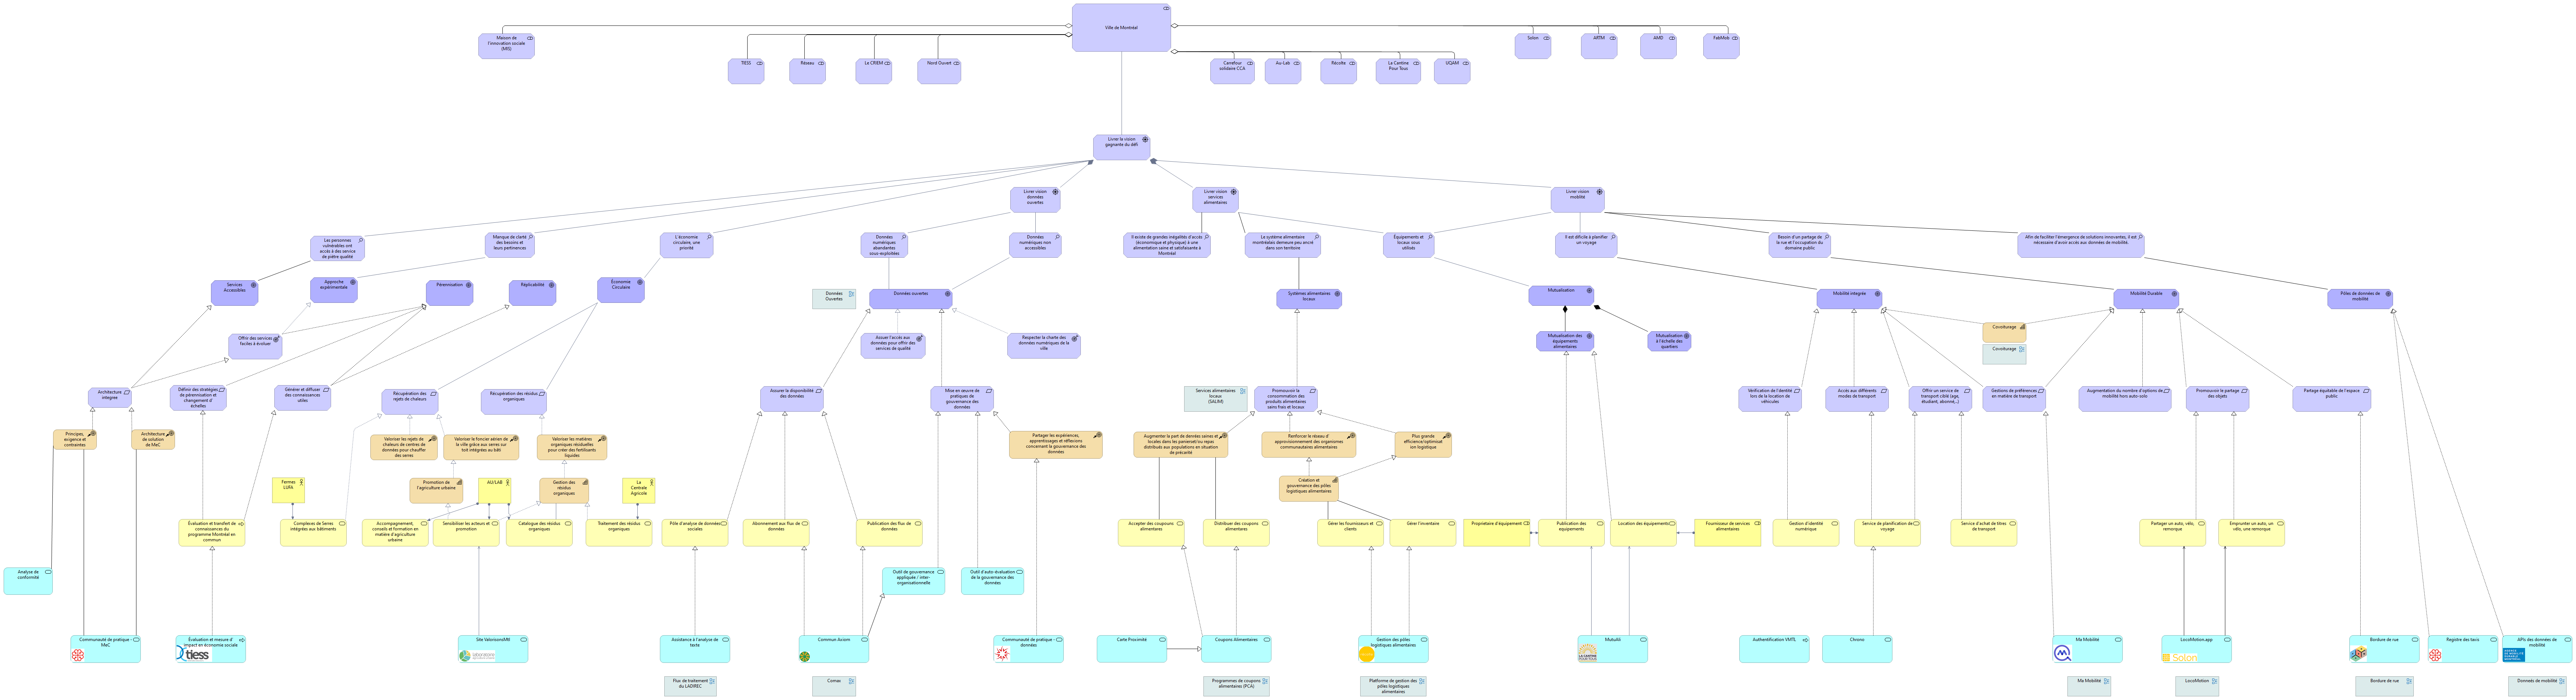 Ville de Montréal
Maison de
l'innovation sociale
(MIS)
Solon
ARTM
AMD
FabMob
TIESS
Réseau
Le CRIEM
Nord Ouvert
Carrefour
solidaire CCA
Au-Lab
Récolte
La Cantine
Pour Tous
UQAM
Livrer la vision
gagnante du défi
Livrer vision
données
ouvertes
Livrer vision
services
alimentaires
Livrer vision
mobilité
Les personnes
vulnérables ont
accès à des service
de piètre qualité
Manque de clarté
des besoins et
leurs pertinences
L'économie
circulaire, une
priorité
Données
numériques
abandantes
sous-exploitées
Données
numériques non
accessibles
Il existe de grandes inégalités d'accès
(économique et physique) à une
alimentation saine et satisfaisante à
Montréal
Le système alimentaire
montréalais demeure peu ancré
dans son territoire
Équipements et
locaux sous
utilisés
Il est difficile à planifier
un voyage
Besoin d'un partage de
la rue et l'occupation du
domaine public
Afin de faciliter l'émergence de solutions innovantes, il est
nécessaire d'avoir accès aux données de mobilité.
Services
Accessibles
Approche
expérimentale
Pérennisation
Réplicabilité
Économie
Circulaire
Données
Ouvertes
Données ouvertes
Systèmes alimentaires
locaux
Mutualisation
Mobilité intégrée
Mobilité Durable
Pôles de données de
mobilité
Offrir des services
faciles à évoluer
Assuer l'accès aux
données pour offrir des
services de qualité
Respecter la charte des
données numériques de la
ville
Mutualisation des
équipements
alimentaires
Mutualisation
à l'échelle des
quartiers
Covoiturage
Covoiturage
Architecture
integree
Définir des stratégies
de pérennisation et
changement d'
échelles
Générer et diffuser
des connaissances
utiles
Récupération des
rejets de chaleurs
Récupération des résidus
organiques
Assurer la disponibilité
des données
Mise en œuvre de
pratiques de
gouvernance des
données
Services alimentaires
locaux
(SALIM)
Promouvoir la
consommation des
produits alimentaires
sains frais et locaux
Vérification de l'identité
lors de la location de
véhicules
Accès aux différents
modes de transport
Offrir un service de
transport ciblé (age,
étudiant, abonné,..)
Gestions de préférences
en matière de transport
Augmentation du nombre d'options de
mobilité hors auto-solo
Promouvoir le partage
des objets
Partage équitable de l'espace
public
Principes,
exigence et
contraintes
Architecture
de solution
de MeC
Valoriser les rejets de
chaleurs de centres de
données pour chauffer
des serres
Valoriser le foncier aérien de
la ville grâce aux serres sur
toit intégrées au bâti
Valoriser les matières
organiques résiduelles
pour créer des fertilisants
liquides
Partager les expériences,
apprentissages et réflexions
concernant la gouvernance des
données
Augmenter la part de denrées saines et
locales dans les panierset/ou repas
distribués aux populations en situation
de précarité
Renforcer le réseau d'
approvisionnement des organismes
communautaires alimentaires
Plus grande
efficience/optimisat
ion logistique
Fermes
LUFA
Promotion de
l'agriculture urbaine
AU/LAB
Gestion des
résidus
organiques
La
Centrale
Agricole
Création et
gouvernance des pôles
logistiques alimentaires
Évaluation et transfert de
connaissances du
programme Montréal en
commun
Complexes de Serres
intégrées aux bâtiments
Accompagnement,
conseils et formation en
matière d'agriculture
urbaine
Sensibiliser les acteurs et
promotion
Catalogue des résidus
organiques
Traitement des résidus
organiques
Pôle d'analyse de données
sociales
Abonnement aux flux de
données
Publication des flux de
données
Accepter des coupons
alimentaires
Distribuer des coupons
alimentaires
Gérer les fournisseurs et
clients
Gérer l'inventaire
Propriétaire d'équipement
Publication des
équipements
Location des équipements
Fournisseur de services
alimentaires
Gestion d'identité
numérique
Service de planification de
voyage
Service d'achat de titres
de transport
Partager un auto, vélo,
remorque
Emprunter un auto, un
vélo, une remorque
Analyse de
conformité
Outil de gouvernance
appliquée / inter-
organisationnelle
Outil d'auto-évaluation
de la gouvernance des
données
Communauté de pratique -
MeC
Évaluation et mesure d'
impact en économie sociale
tiess
Site ValorisonsMtl
laboratoire
Assistance à l'analyse de
texte
Commun Axiom
Communauté de pratique -
données
Carte Proximité
Coupons Alimentaires
Gestion des pôles
logistiques alimentaires
Mutualió
LA CANTINE
POUR TOUS
Authentification VMTL
Chrono
Ma Mobilité
LocoMotion.app
Solon
Bordure de rue
Registre des taxis
APIs des données de
mobilité
Flux de traitement
du LADIREC
Comax
Programmes de coupons
alimentaires (PCA)
Platforme de gestion des
pôles logistiques
alimentaires
Ma Mobilité
LocoMotion
Bordure de rue
Donneés de mobilité